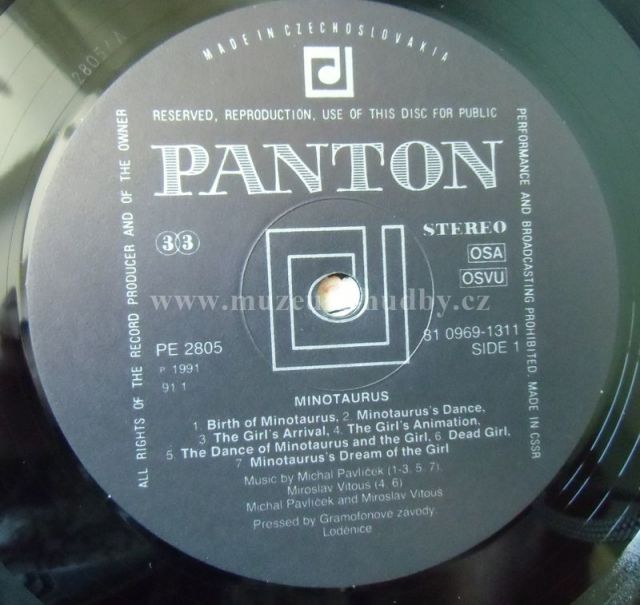 2805/A
MADE IN CZECHOSLOVAKIA
RESERVED, REPRODUCTION, USE OF THIS DISC FOR PUBLIC
ALL RIGHTS OF THE RECORD PRODUCER AND OF THE OWNER
PERFORMANCE AND BROADCASTING PROHIBITED. MADE IN CSSR
PANTON
33
STEREO
OSA
OSVU
www.muzeumhudby.cz
PE 2805
81 0969-1311
P 1991
SIDE 1
91 1
MINOTAURUS
1. Birth of Minotaurus, 2. Minotaurus's Dance,
3 The Girl's Arrival, 4. The Girl's Animation,
5 The Dance of Minotaurus and the Girl, 6 Dead Girl,
7. Minotaurus's Dream of the Girl
Music by Michal Pavlíček (1-3, 5, 7),
Miroslav Vitous (4, 6)
Michal Pavlíček and Miroslav Vitous
Pressed by Gramofonové závody,
Loděnice